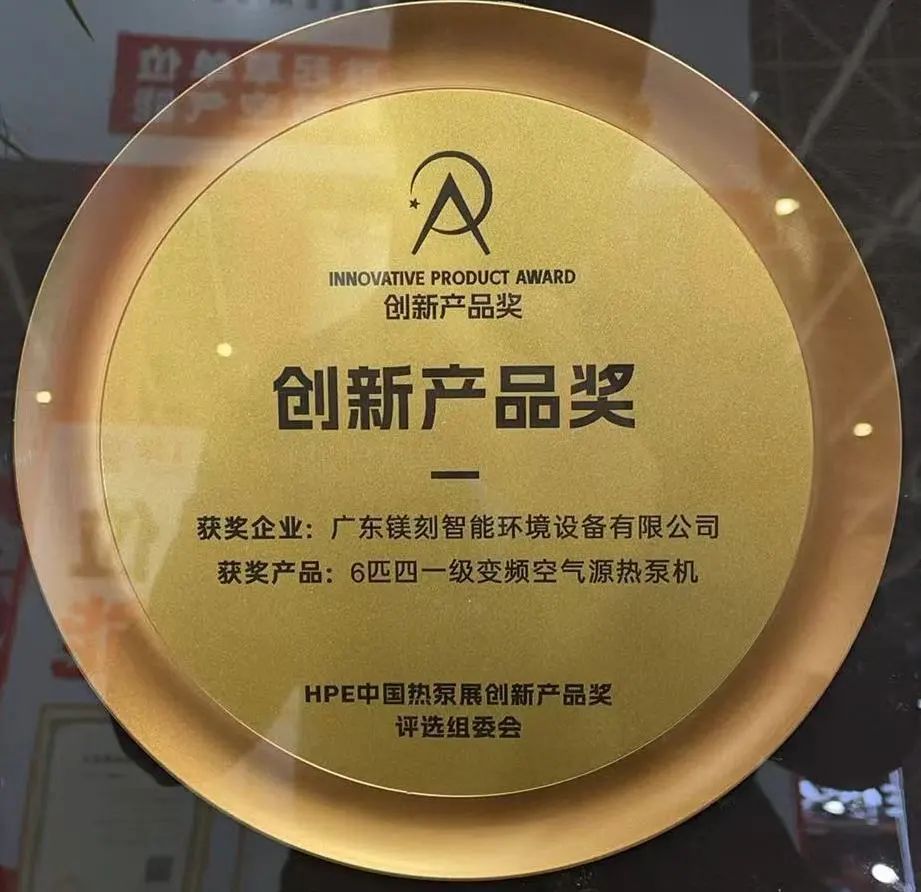 INNOVATIVE PRODUCT AWARD
创新产品奖
创新产品奖
获奖企业：广东镁刻智能环境设备有限公司
获奖产品：6匹四一级变频空气源热泵机
HPE中国热泵展创新产品奖
评选组委会